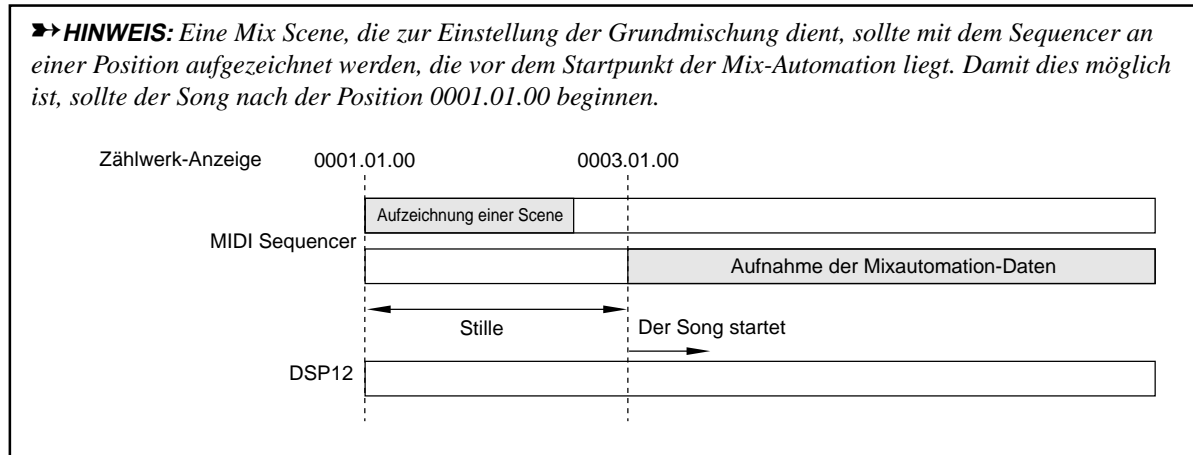 ➽➔ HINWEIS: Eine Mix Scene, die zur Einstellung der Grundmischung dient, sollte mit dem Sequencer an
einer Position aufgezeichnet werden, die vor dem Startpunkt der Mix-Automation liegt. Damit dies möglich
ist, sollte der Song nach der Position 0001.01.00 beginnen.
Zählwerk-Anzeige 0001.01.00 0003.01.00
Aufzeichnung einer Scene
MIDI Sequencer
Aufnahme der Mixautomation-Daten
Stille
Der Song startet
DSP12